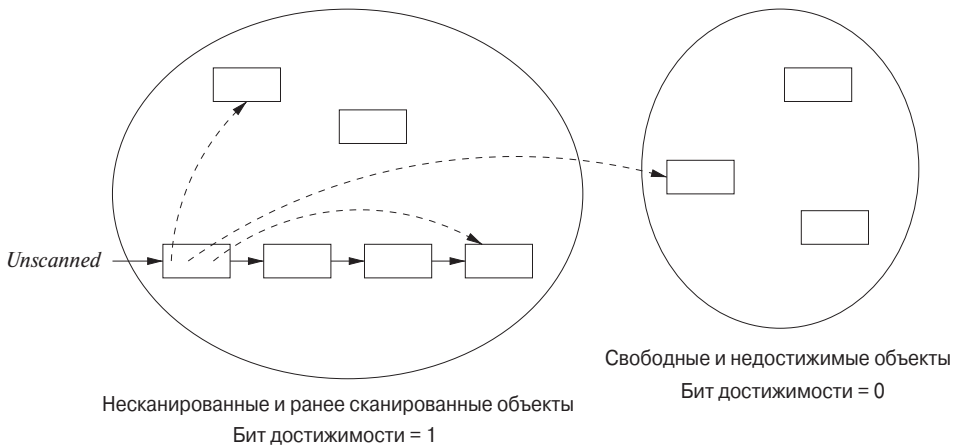 Unscanned
Несканированные и ранее сканированные объекты
Бит достижимости = 1
Свободные и недостижимые объекты
Бит достижимости = 0